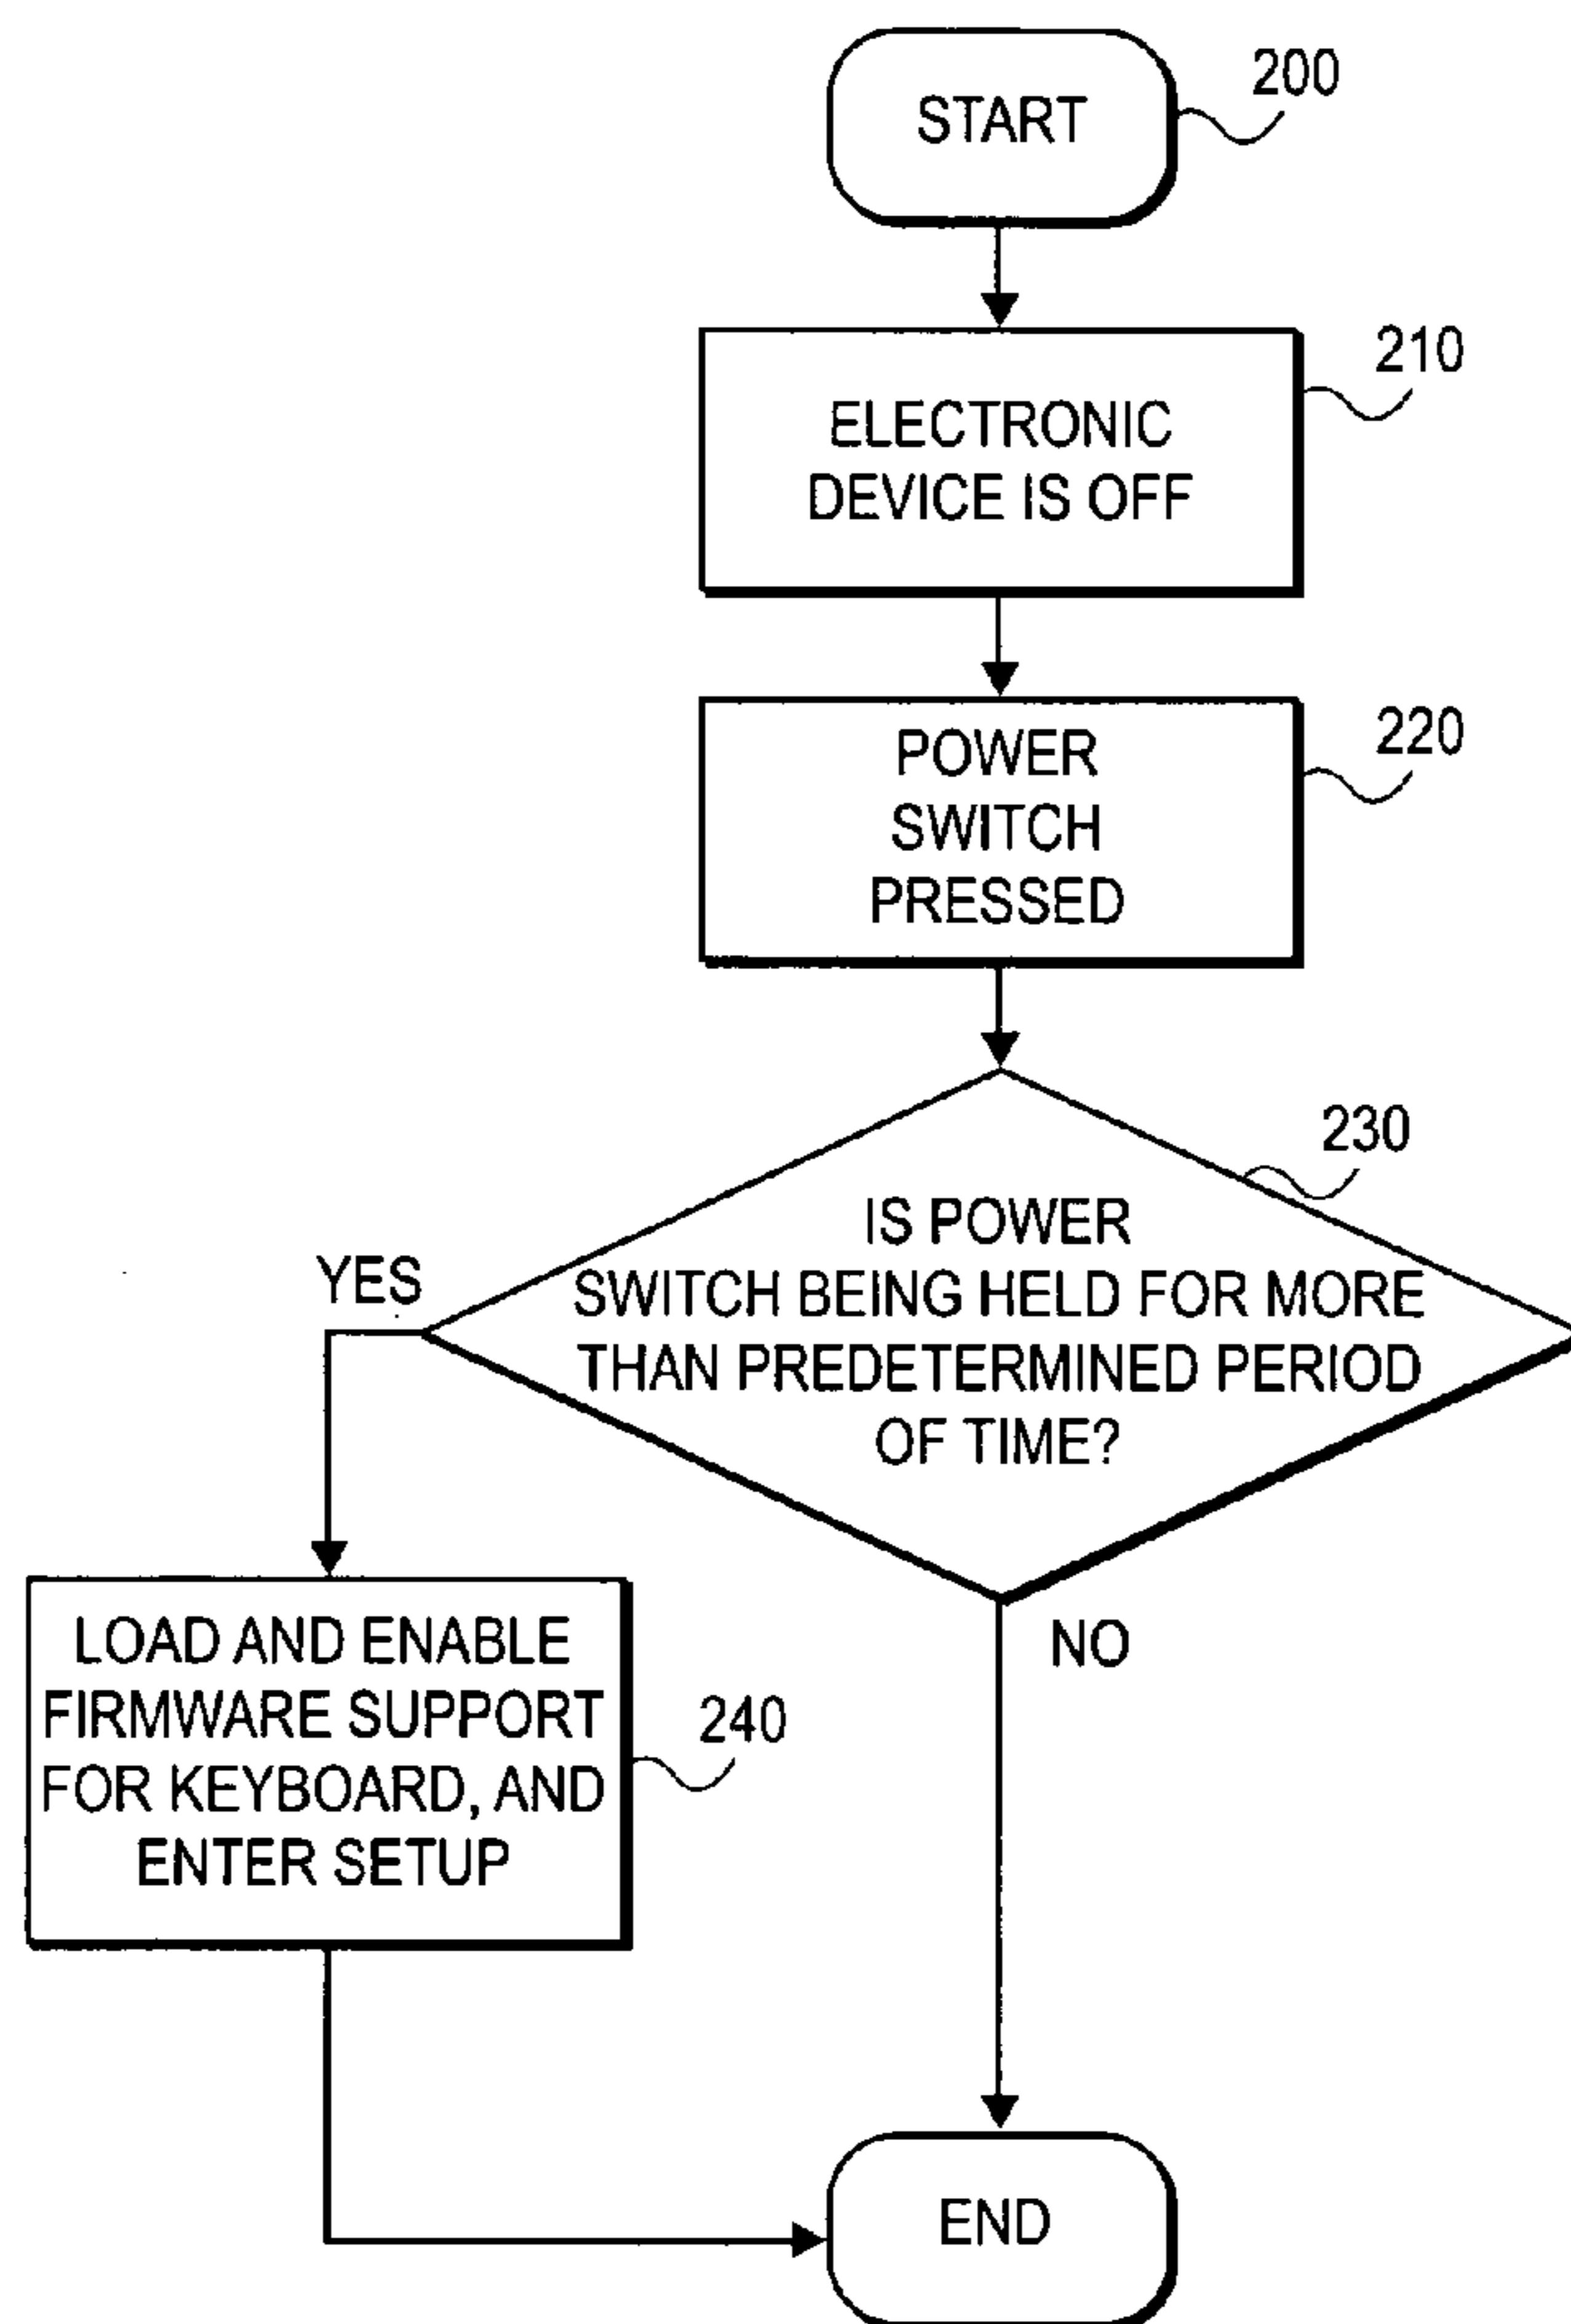 START
200
ELECTRONIC
DEVICE IS OFF
210
POWER
SWITCH
PRESSED
220
230
IS POWER
SWITCH BEING HELD FOR MORE
THAN PREDETERMINED PERIOD
OF TIME?
YES
NO
LOAD AND ENABLE
FIRMWARE SUPPORT
FOR KEYBOARD, AND
ENTER SETUP
240
END